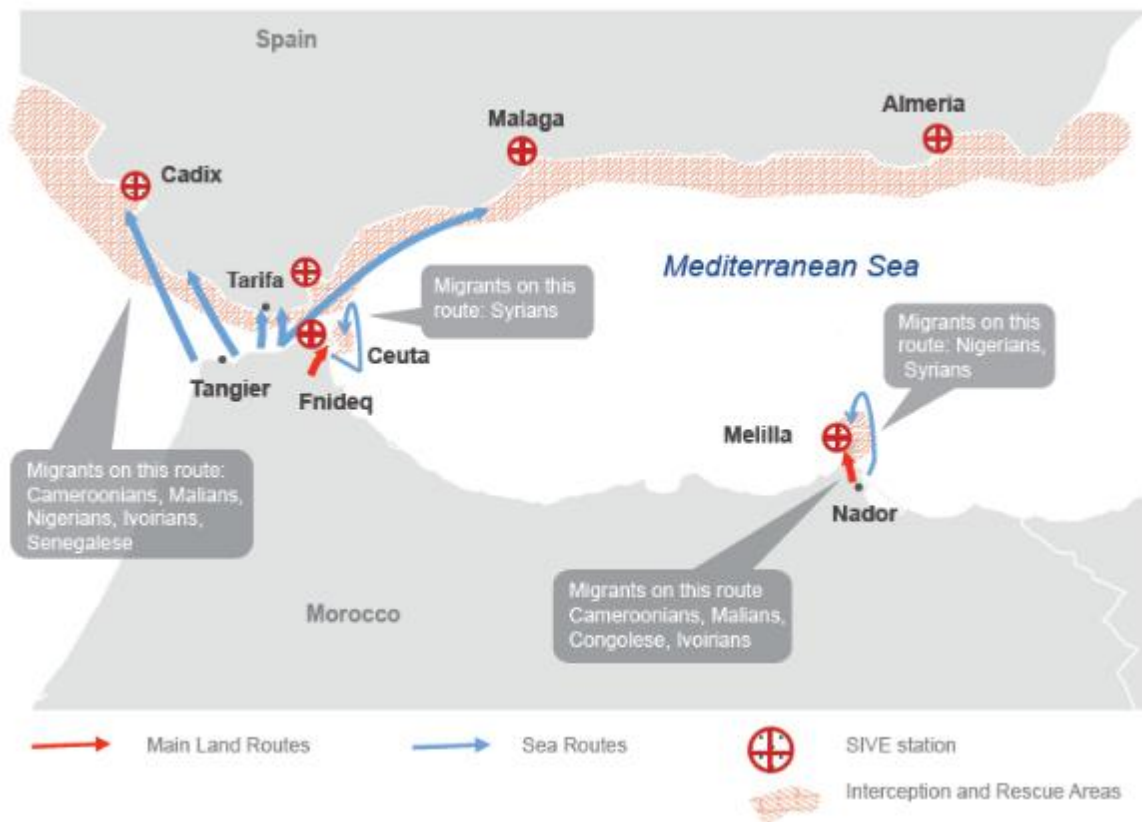 Spain
Malaga
Almeria
Cadix
Tarifa
Mediterranean Sea
Migrants on this
route: Syrians
Migrants on this
route: Nigerians,
Syrians
Ceuta
Tangier
Fnideq
Melilla
Nador
Migrants on this route:
Cameroonians, Malians,
Nigerians, Ivoirians,
Senegalese
Migrants on this route
Cameroonians, Malians,
Congolese, Ivoirians
Morocco
Main Land Routes
Sea Routes
SIVE station
Interception and Rescue Areas